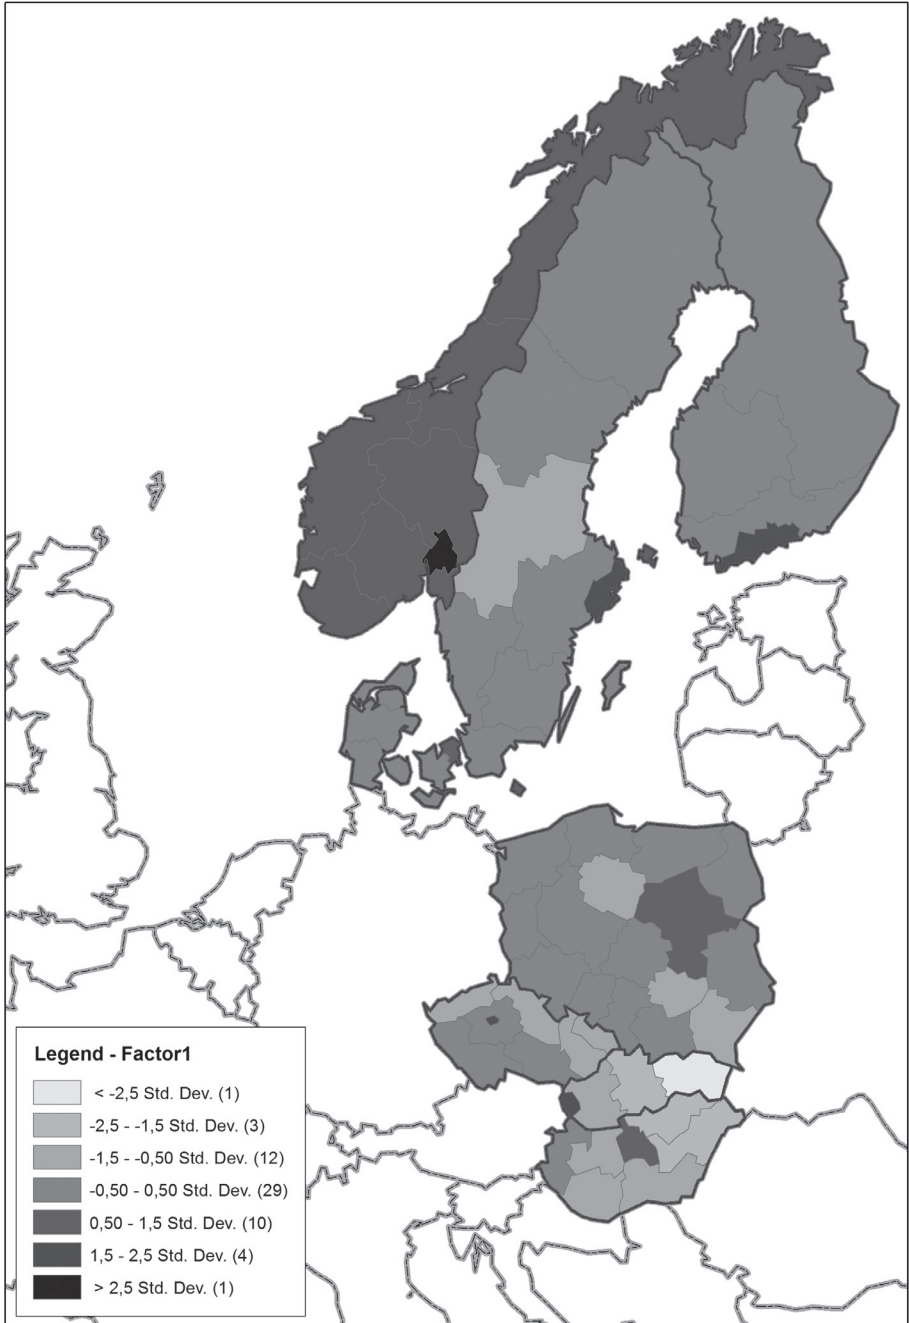 Legend - Factor1
< -2,5 Std. Dev. (1)
-2,5 - -1,5 Std. Dev. (3)
-1,5 - -0,50 Std. Dev. (12)
-0,50 - 0,50 Std. Dev. (29)
0,50 - 1,5 Std. Dev. (10)
1,5 - 2,5 Std. Dev. (4)
> 2,5 Std. Dev. (1)